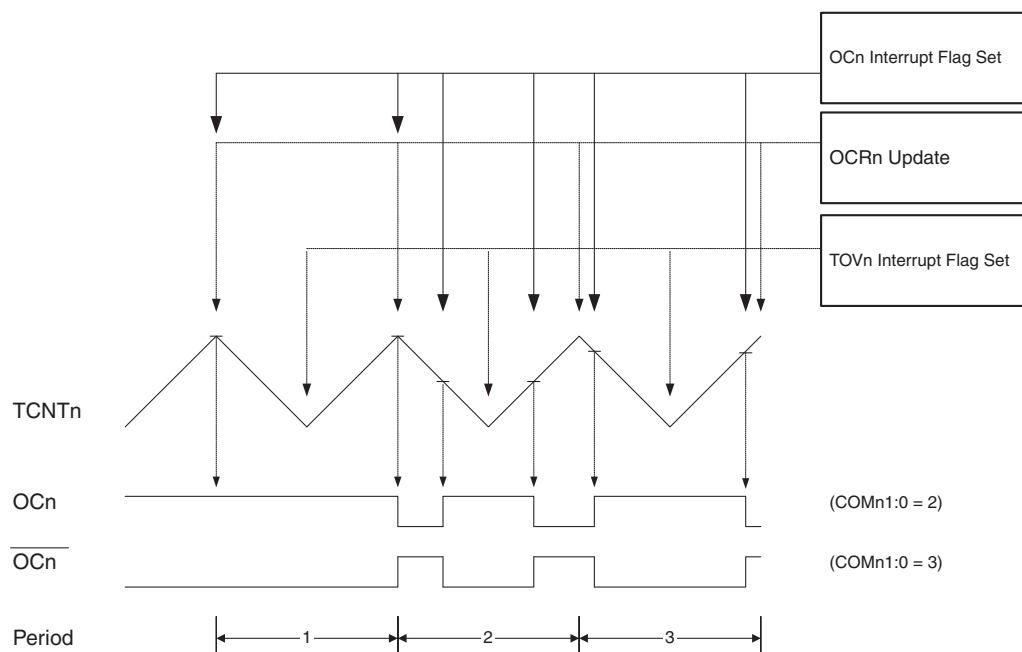 OCn Interrupt Flag Set
OCRn Update
TOVn Interrupt Flag Set
TCNTn
OCn
(COMn1:0 = 2)
OCn
(COMn1:0 = 3)
Period
1
2
3